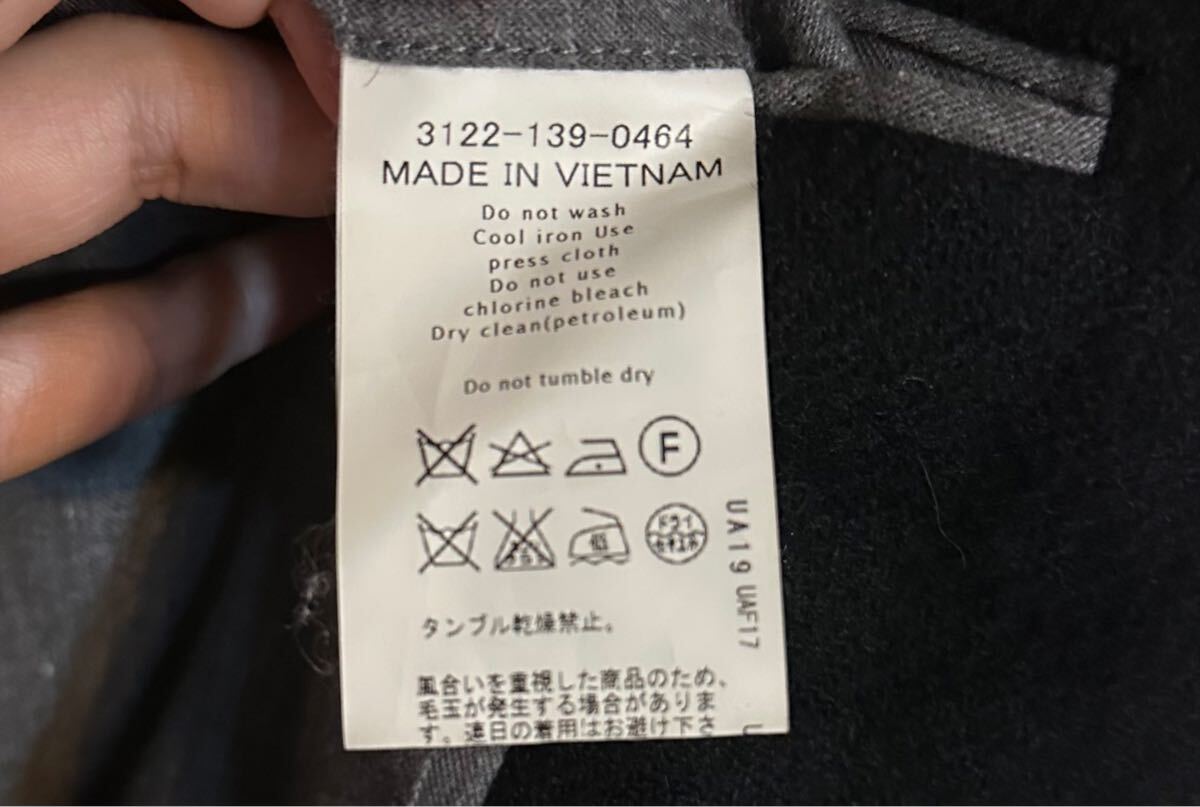 3122-139-0464
MADE IN VIETNAM
Do not wash
Cool iron Use
press cloth
Do not use
chlorine bleach
Dry clean(petroleum)
Do not tumble dry
F
低
ドライ
セキユ系
UA19 UAF17
タンブル乾燥禁止。
風合いを重視した商品のため、
毛玉が発生する場合がありま
す。連日の着用はお避け下さ